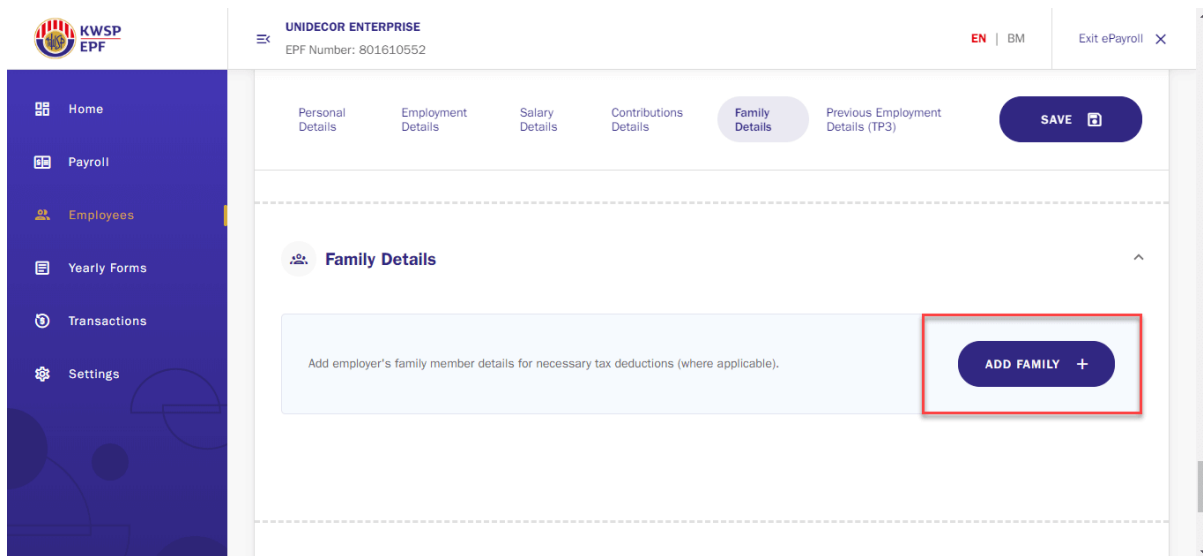 KWSP
EPF
UNIDECOR ENTERPRISE
EPF Number: 801610552
EN | BM
Exit ePayroll
Home
Payroll
Employees
Yearly Forms
Transactions
Settings
Personal
Details
Employment
Details
Salary
Details
Contributions
Details
Family
Details
Previous Employment
Details (TP3)
SAVE
Family Details
Add employer's family member details for necessary tax deductions (where applicable).
ADD FAMILY +